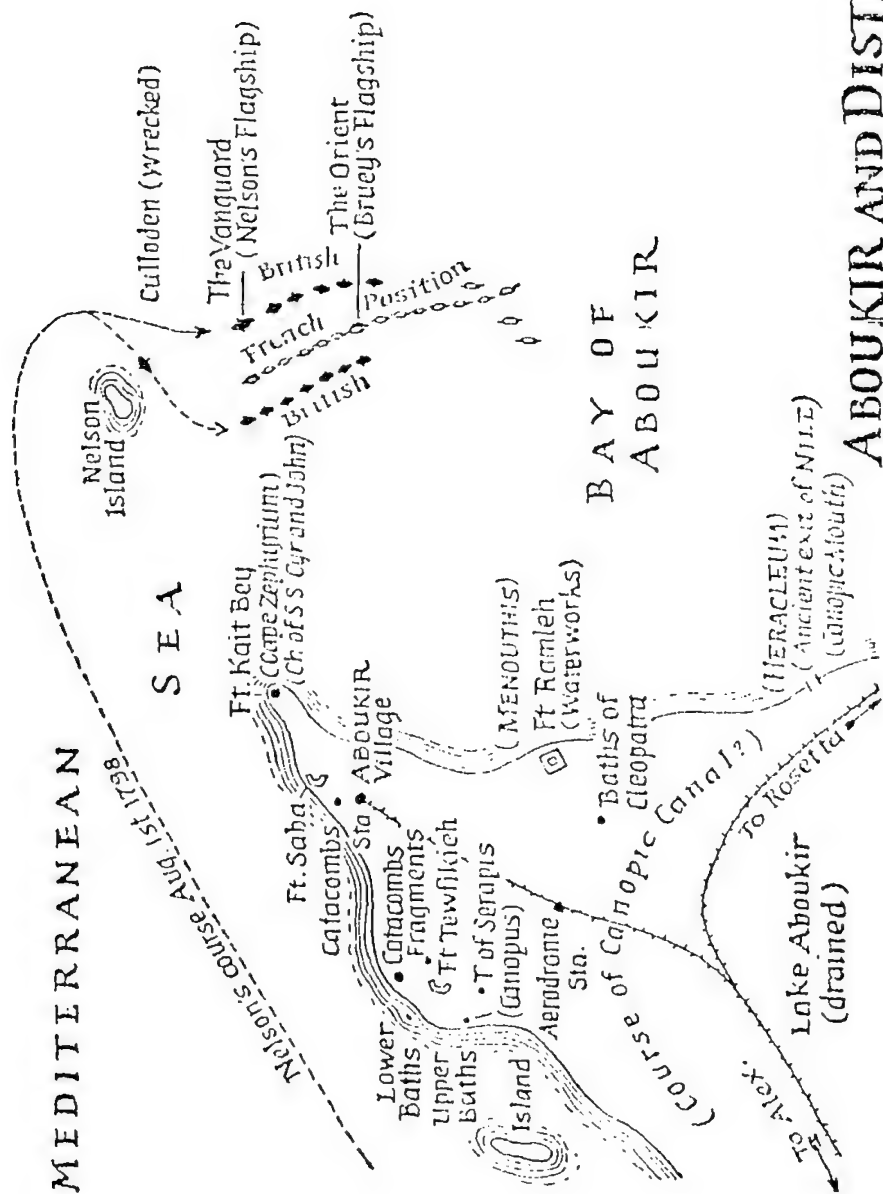 MEDITERRANEAN
SEA
Nelson's course Aug. 1st 1798
Nelson
Island
Culloden (wrecked)
The Vanguard
(Nelson's Flagship)
British
French Position
British
The Orient
(Bruey's Flagship)
Ft. Kait Bey
(Cape Zephyrium)
(Ch of S S Cyr and John)
Ft. Saba
Catacombs
Sta
ABOUKIR
Village
Catacombs
Fragments
Ft Tewfikieh
T of Serapis
(Canopus)
Lower
Baths
Upper
Baths
Island
Aerodrome
Sta.
(MENOUTHIS)
Ft Ramleh
(Waterworks)
Baths of
Cleopatra
(HERACLEUM)
(Ancient exit of NILE)
(Canopic Mouth)
BAY OF
ABOUKIR
(Course of Canopic Canal?)
To Rosetta
To Alex.
Lake Aboukir
(drained)
ABOUKIR AND DIST